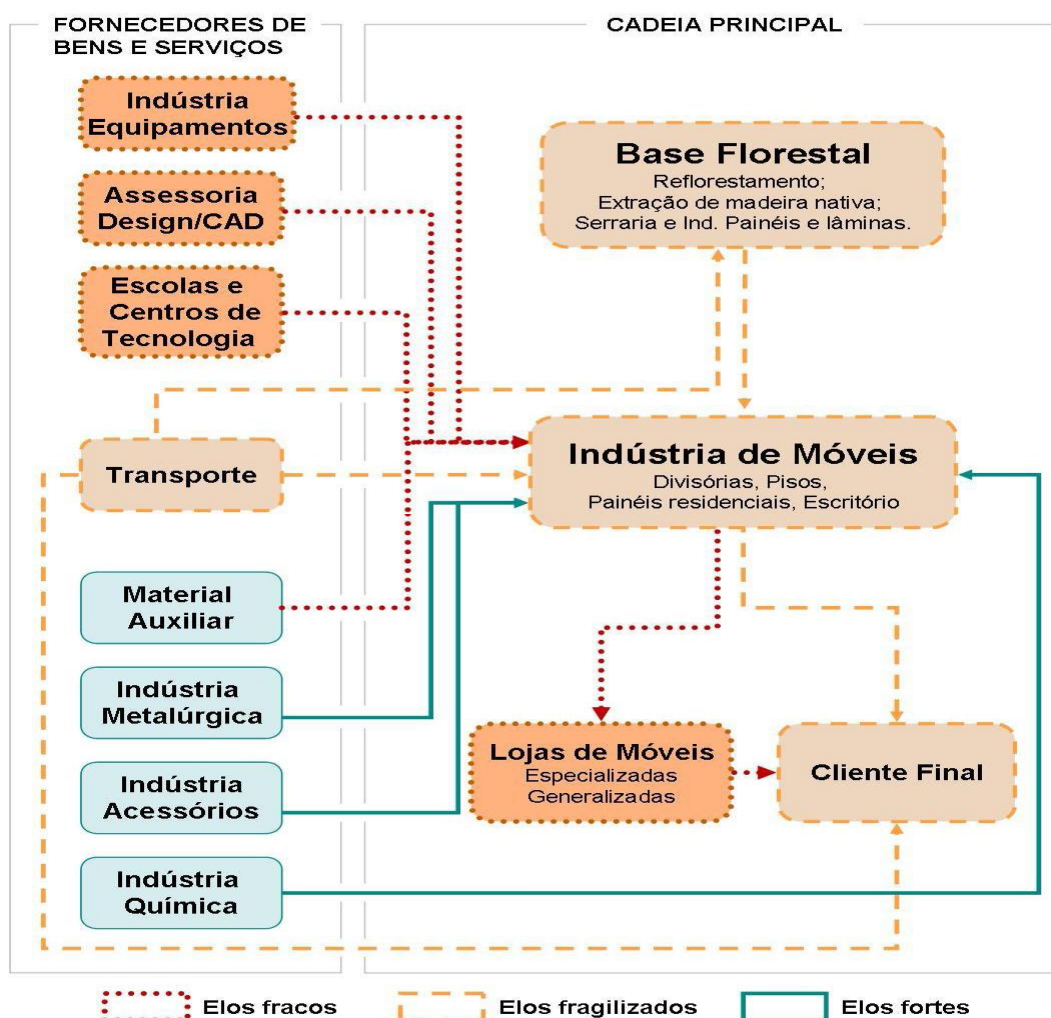 FORNECEDORES DE
BENS E SERVIÇOS
CADEIA PRINCIPAL
Indústria
Equipamentos
Assessoria
Design/CAD
Escolas e
Centros de
Tecnologia
Transporte
Material
Auxiliar
Indústria
Metalúrgica
Indústria
Acessórios
Indústria
Química
Base Florestal
Reflorestamento;
Extração de madeira nativa;
Serraria e Ind. Painéis e lâminas.
Indústria de Móveis
Divisórias, Pisos,
Painéis residenciais, Escritório
Lojas de Móveis
Especializadas
Generalizadas
Cliente Final
Elos fracos
Elos fragilizados
Elos fortes